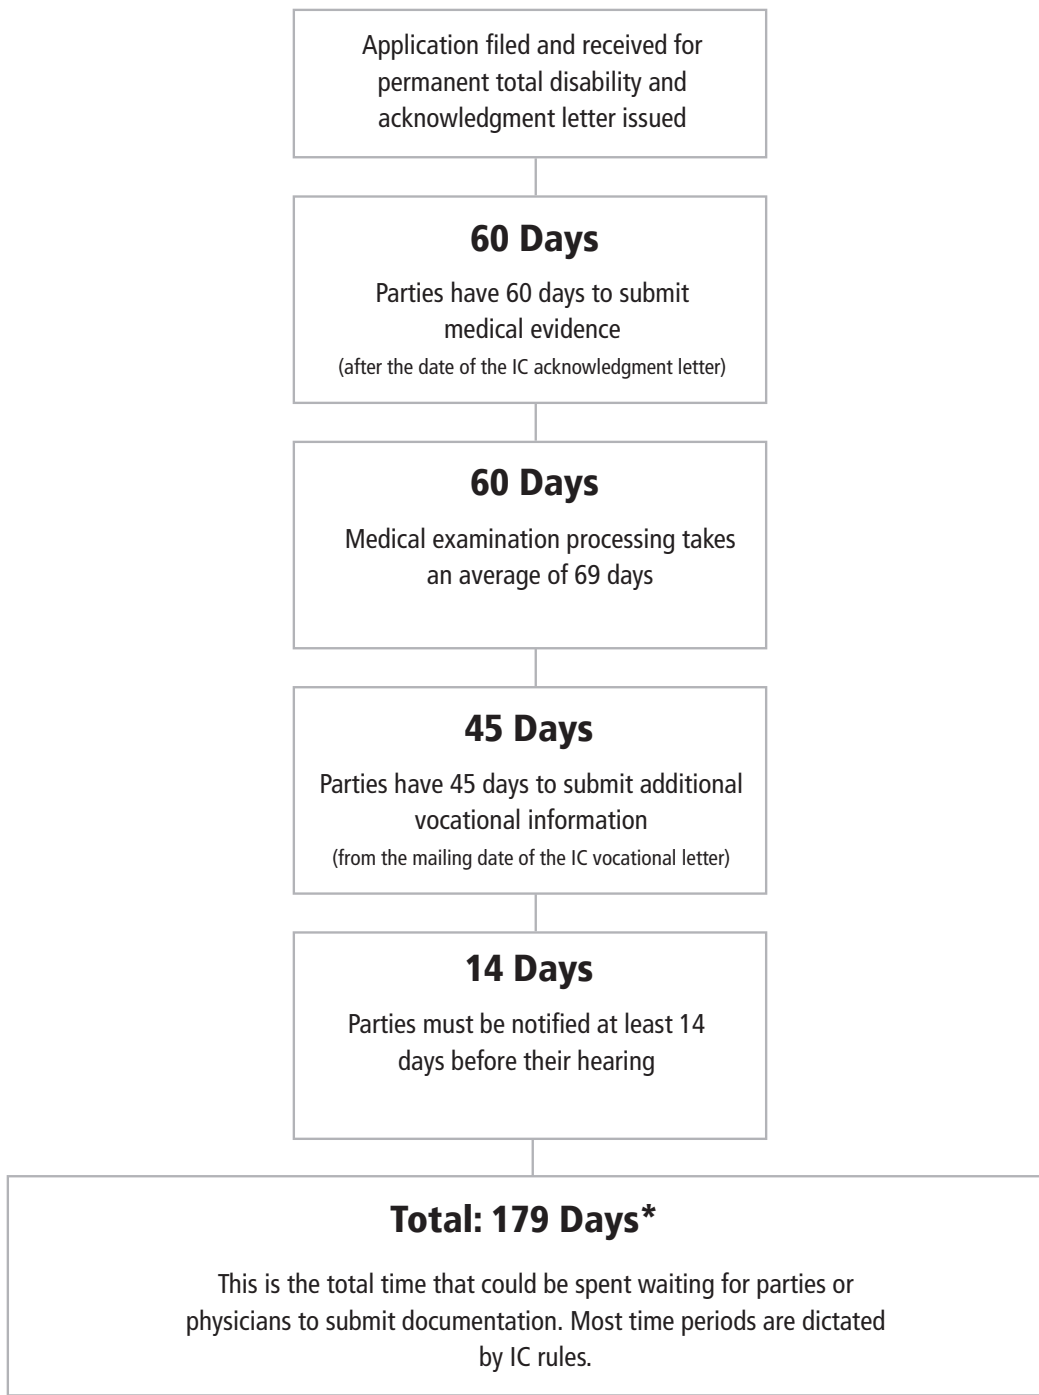 Application filed and received for
permanent total disability and
acknowledgment letter issued
60 Days
Parties have 60 days to submit
medical evidence
(after the date of the IC acknowledgment letter)
60 Days
Medical examination processing takes
an average of 69 days
45 Days
Parties have 45 days to submit additional
vocational information
(from the mailing date of the IC vocational letter)
14 Days
Parties must be notified at least 14
days before their hearing
Total: 179 Days*
This is the total time that could be spent waiting for parties or
physicians to submit documentation. Most time periods are dictated
by IC rules.